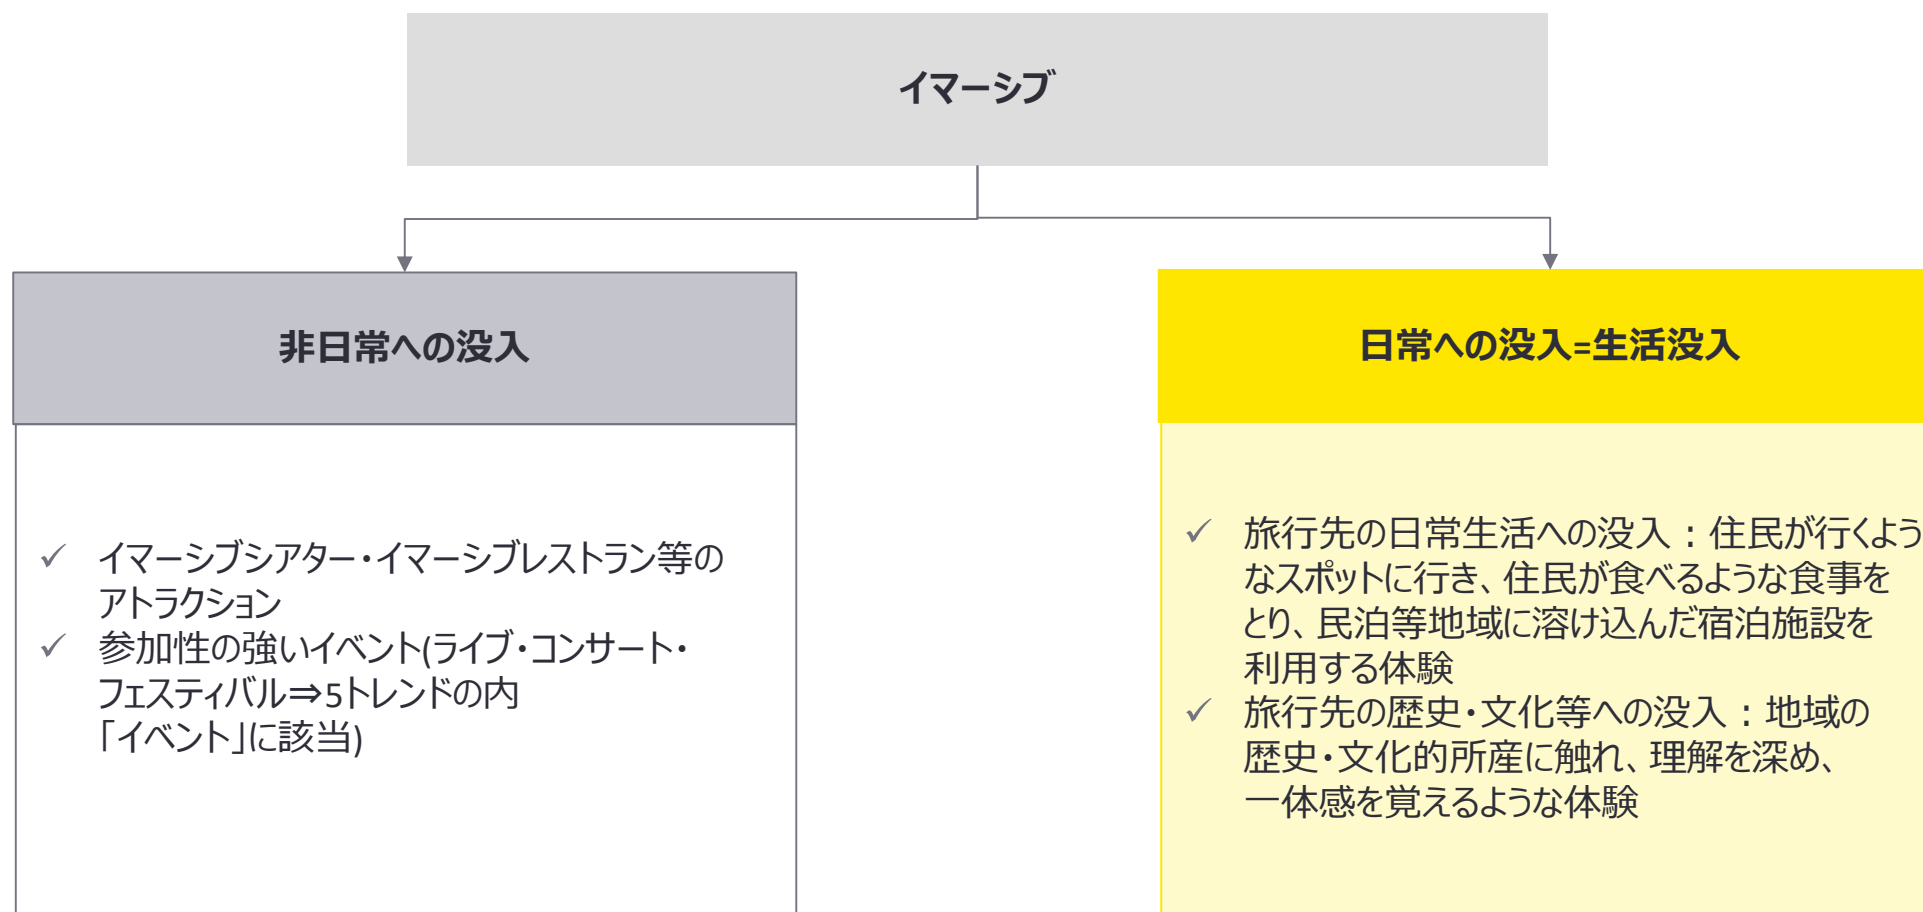 イマーシブ
非日常への没入
✓ イマーシブシアター・イマーシブレストラン等の
アトラクション
✓ 参加性の強いイベント(ライブ・コンサート・
フェスティバル⇒5トレンドの内
「イベント」に該当)
日常への没入=生活没入
✓ 旅行先の日常生活への没入：住民が行くよう
なスポットに行き、住民が食べるような食事を
とり、民泊等地域に溶け込んだ宿泊施設を
利用する体験
✓ 旅行先の歴史・文化等への没入：地域の
歴史・文化的所産に触れ、理解を深め、
一体感を覚えるような体験